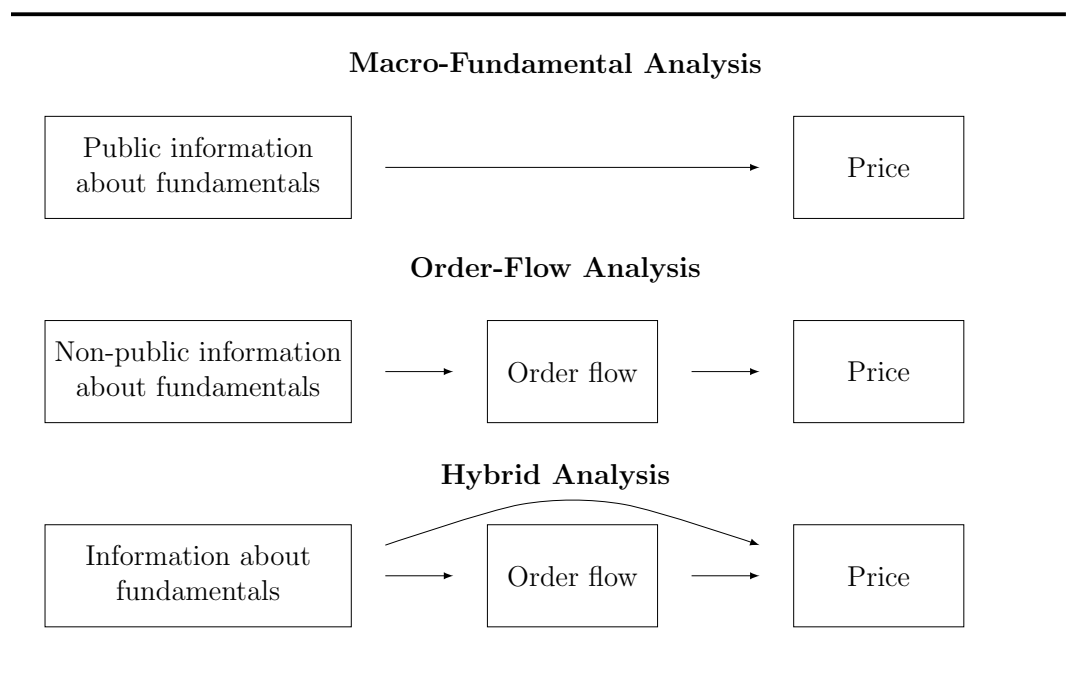 Macro-Fundamental Analysis
Public information
about fundamentals
Price
Order-Flow Analysis
Non-public information
about fundamentals
Order flow
Price
Hybrid Analysis
Information about
fundamentals
Order flow
Price